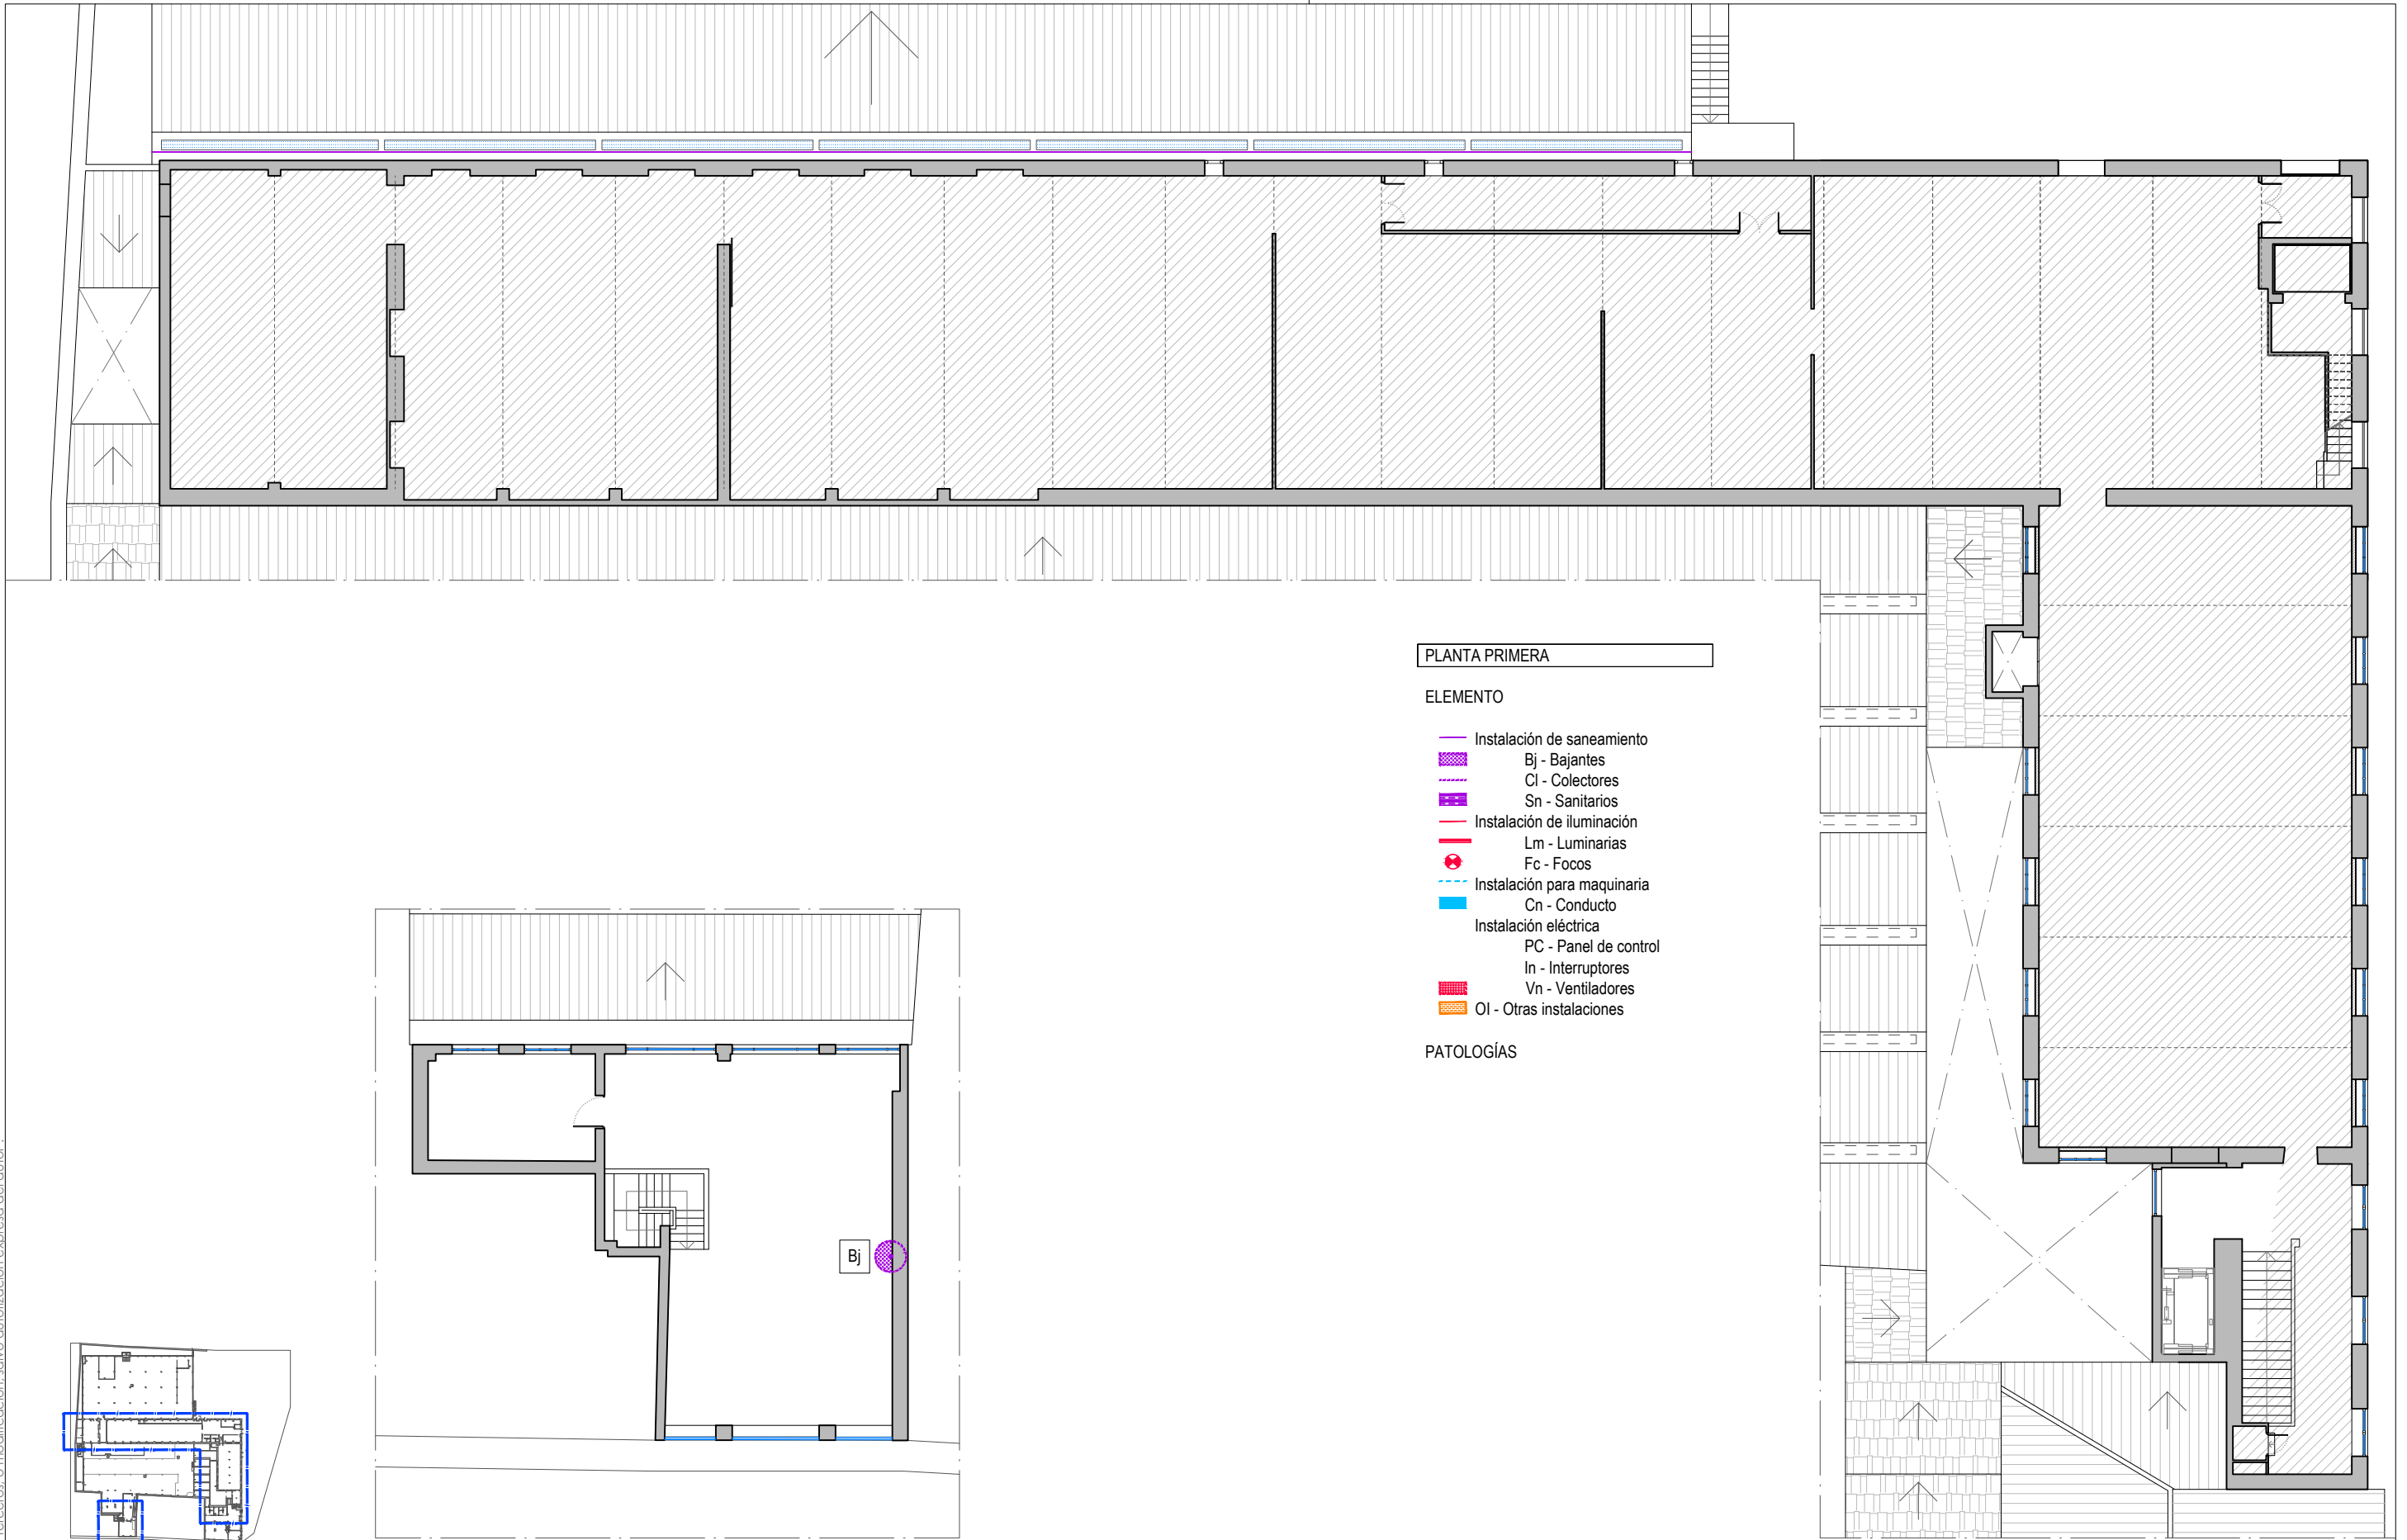 PLANTA PRIMERA
ELEMENTO
Instalación de saneamiento
Bj - Bajantes
Cl - Colectores
Sn - Sanitarios
Instalación de iluminación
Lm - Luminarias
Fc - Focos
Instalación para maquinaria
Cn - Conducto
Instalación eléctrica
PC - Panel de control
In - Interruptores
Vn - Ventiladores
OI - Otras instalaciones
PATOLOGÍAS
Bj